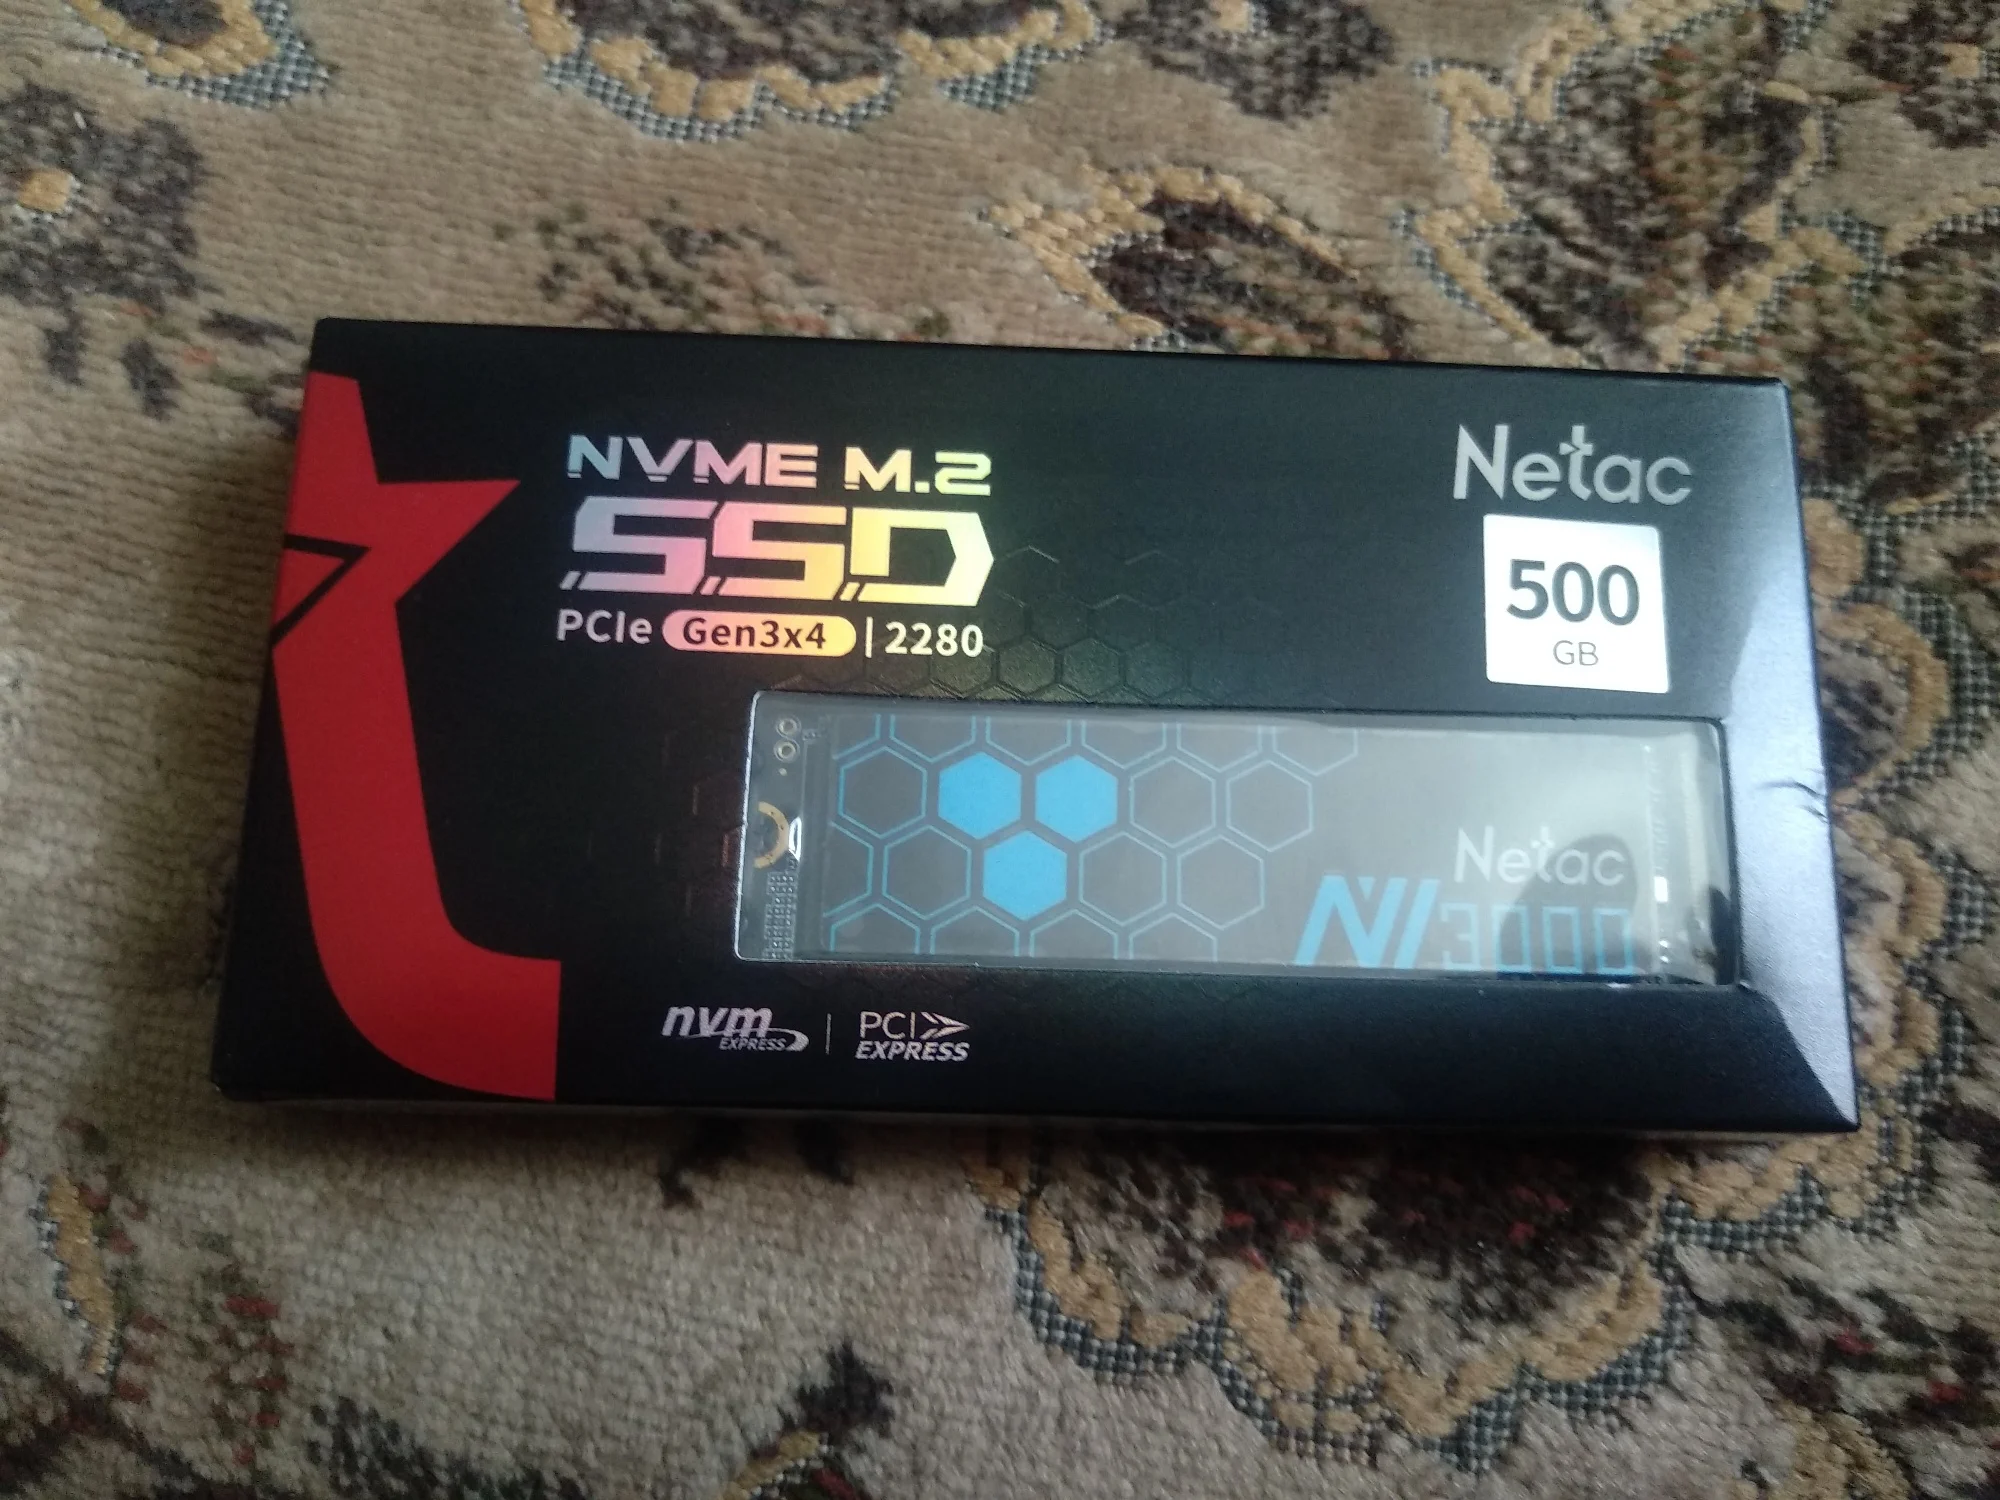 NVME M.2
SSD
PCIe Gen3x4 | 2280
Netac
500
GB
Netac
NV3000
nvm
EXPRESS
PCI
EXPRESS